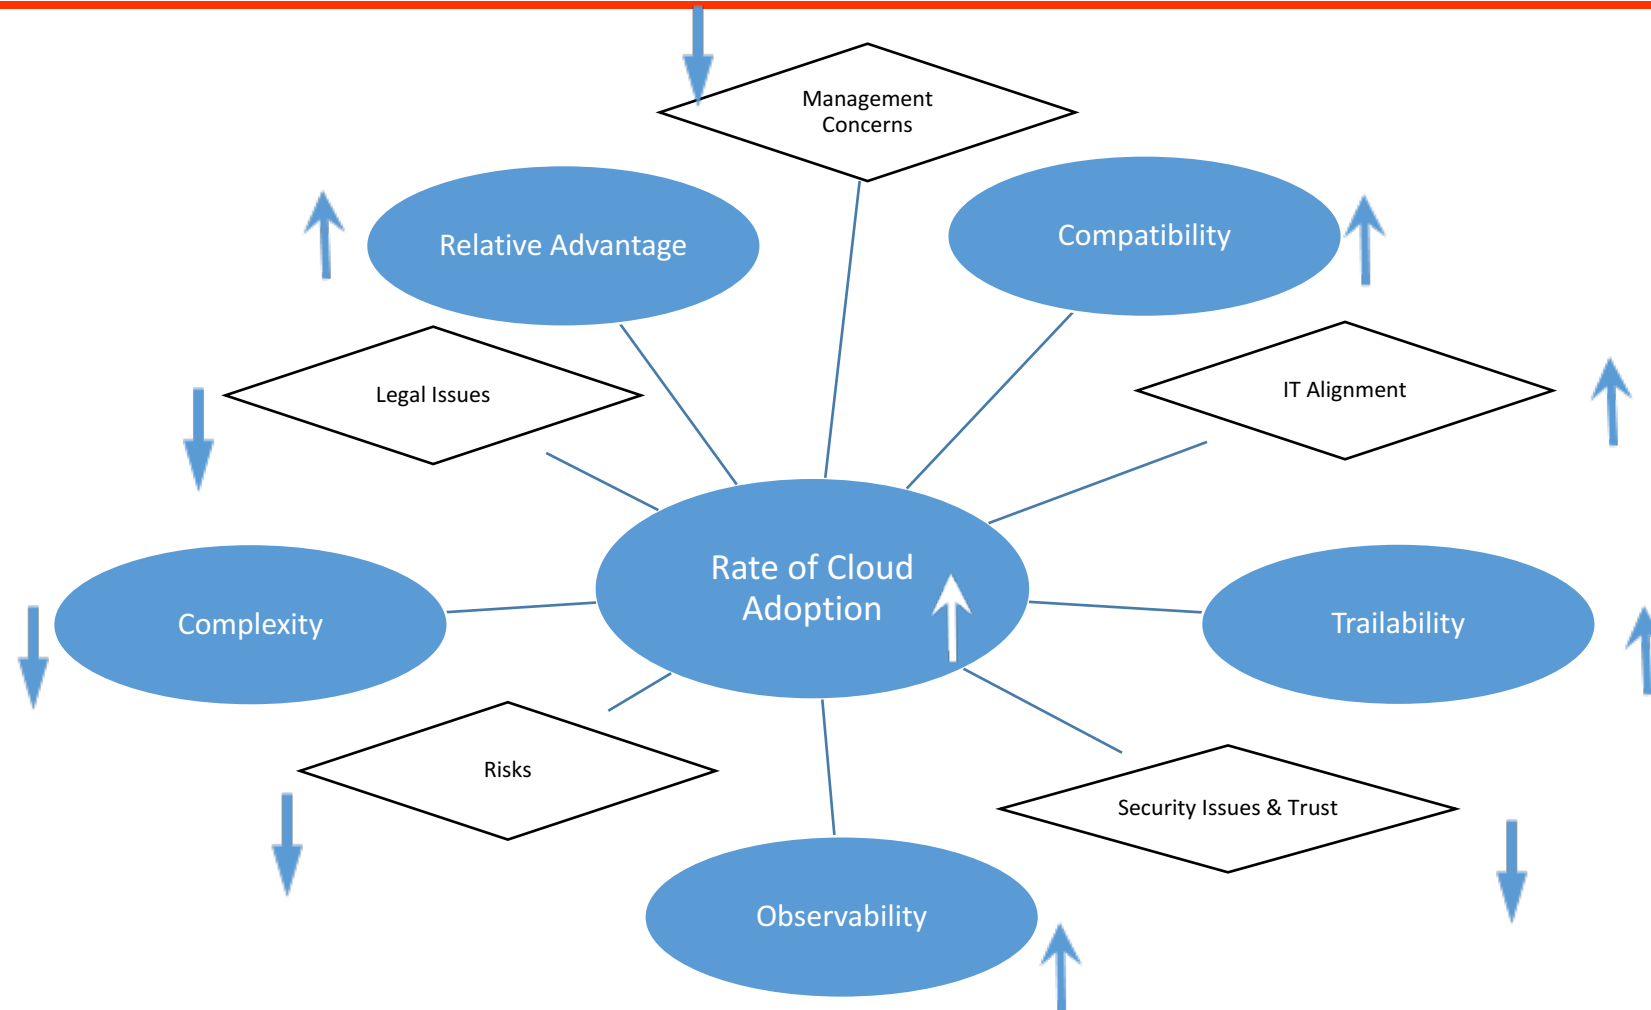 Management
Concerns
Relative Advantage
Compatibility
Legal Issues
IT Alignment
Rate of Cloud
Adoption
Complexity
Trailability
Risks
Security Issues & Trust
Observability